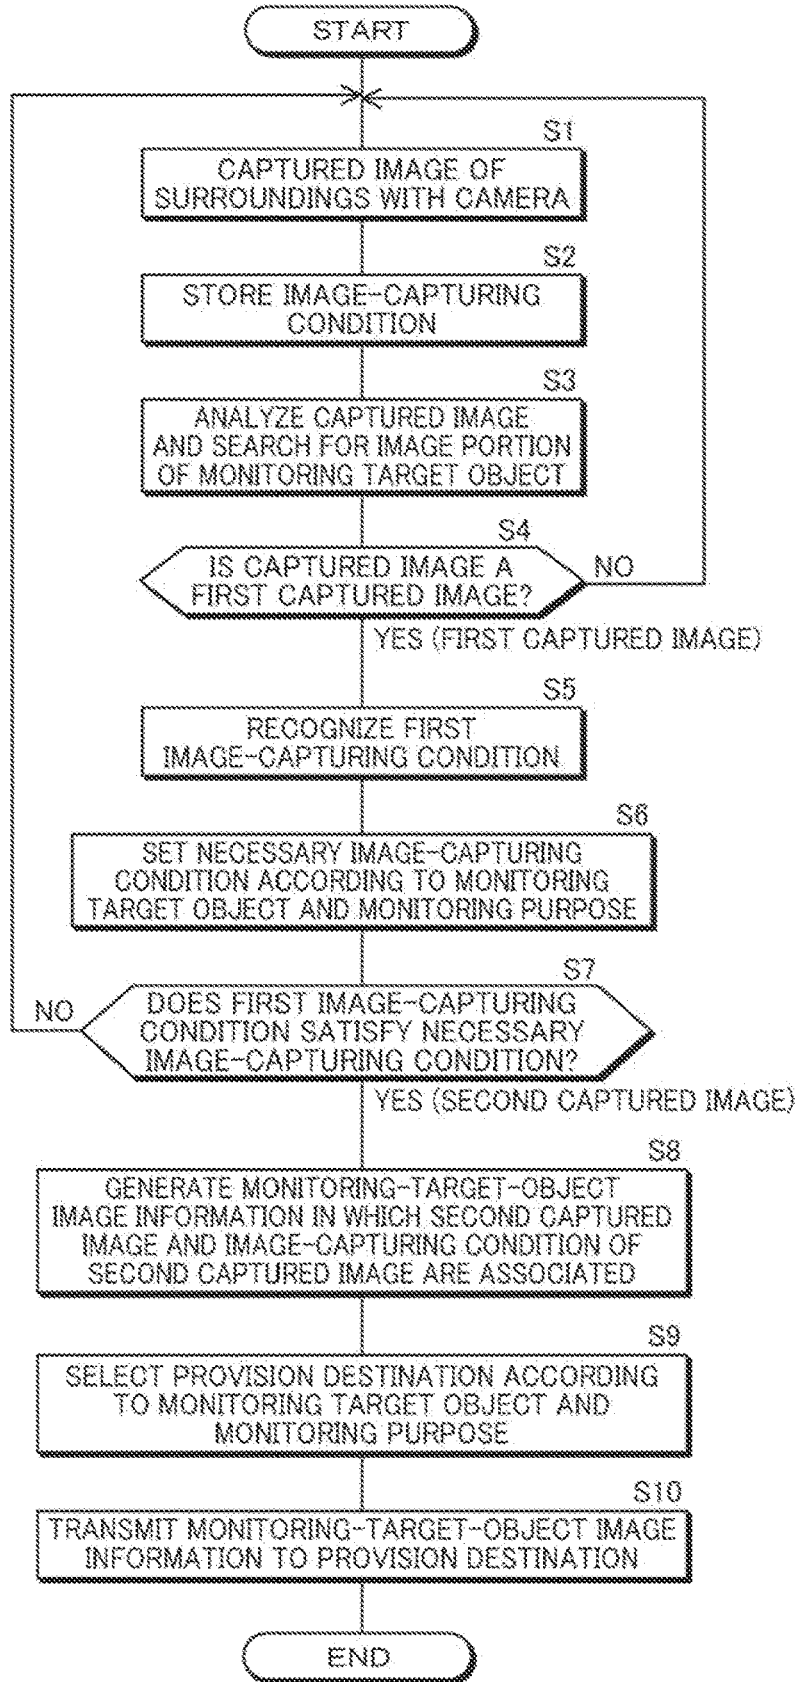 START
S1
CAPTURED IMAGE OF
SURROUNDINGS WITH CAMERA
S2
STORE IMAGE-CAPTURING
CONDITION
S3
ANALYZE CAPTURED IMAGE
AND SEARCH FOR IMAGE PORTION
OF MONITORING TARGET OBJECT
S4
IS CAPTURED IMAGE A
FIRST CAPTURED IMAGE?
NO
YES (FIRST CAPTURED IMAGE)
S5
RECOGNIZE FIRST
IMAGE-CAPTURING CONDITION
S6
SET NECESSARY IMAGE-CAPTURING
CONDITION ACCORDING TO MONITORING
TARGET OBJECT AND MONITORING PURPOSE
S7
NO
DOES FIRST IMAGE-CAPTURING
CONDITION SATISFY NECESSARY
IMAGE-CAPTURING CONDITION?
YES (SECOND CAPTURED IMAGE)
S8
GENERATE MONITORING-TARGET-OBJECT
IMAGE INFORMATION IN WHICH SECOND CAPTURED
IMAGE AND IMAGE-CAPTURING CONDITION OF
SECOND CAPTURED IMAGE ARE ASSOCIATED
S9
SELECT PROVISION DESTINATION ACCORDING
TO MONITORING TARGET OBJECT AND
MONITORING PURPOSE
S10
TRANSMIT MONITORING-TARGET-OBJECT IMAGE
INFORMATION TO PROVISION DESTINATION
END